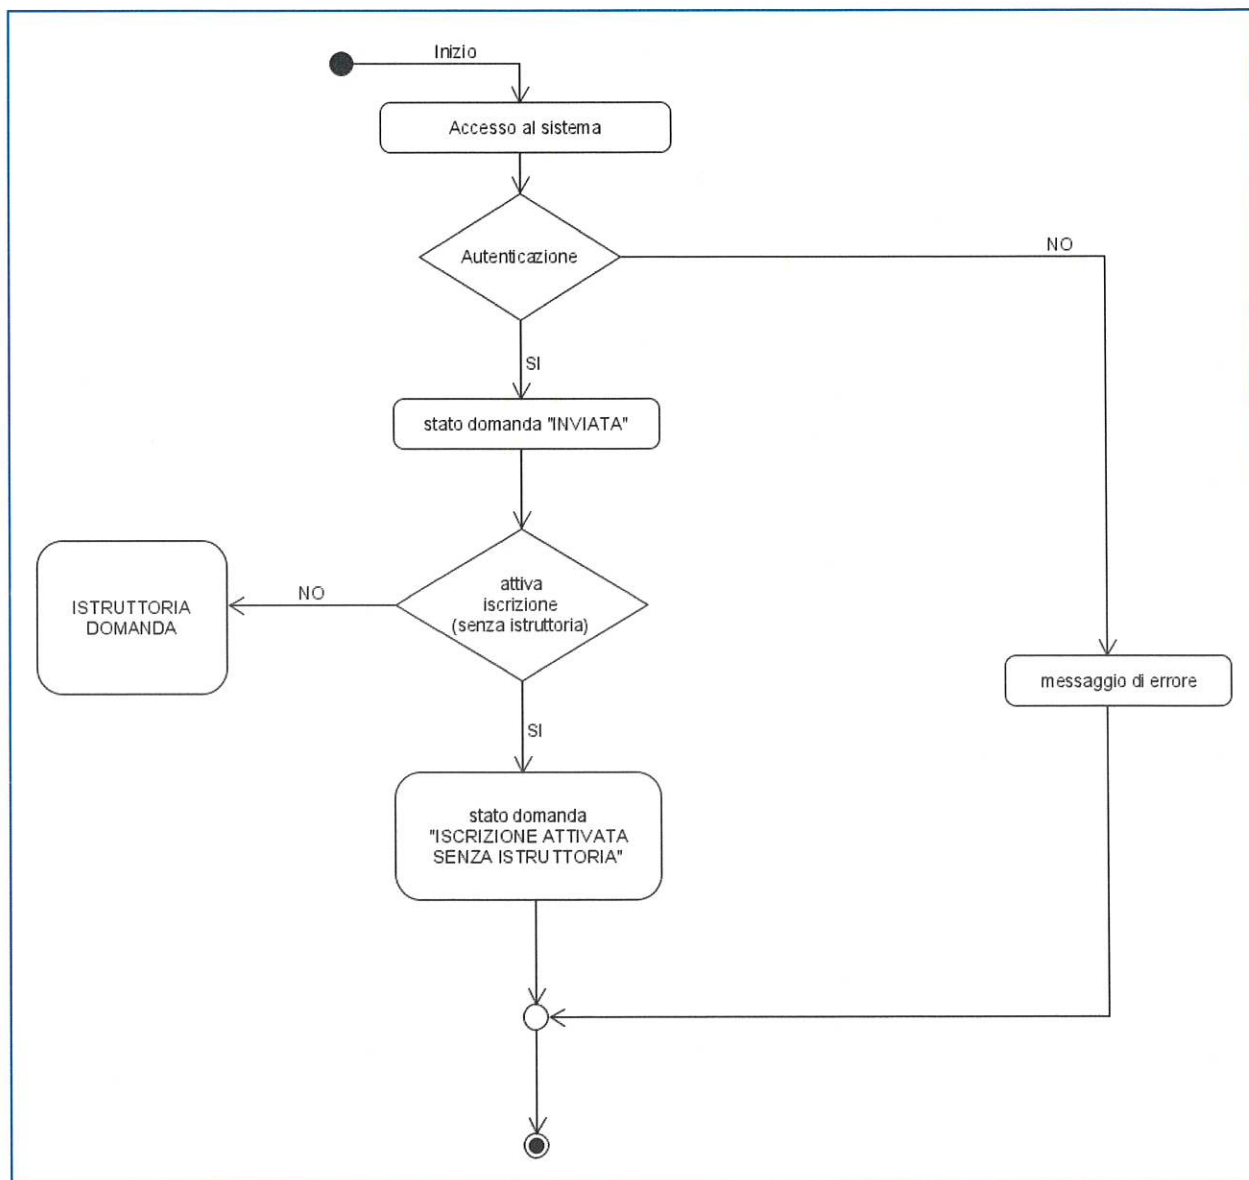 Inizio
Accesso al sistema
Autenticazione
NO
SI
stato domanda "INVIATA"
attiva
iscrizione
(senza istruttoria)
NO
ISTRUTTORIA
DOMANDA
messaggio di errore
SI
stato domanda
"ISCRIZIONE ATTIVATA
SENZA ISTRUTTORIA"